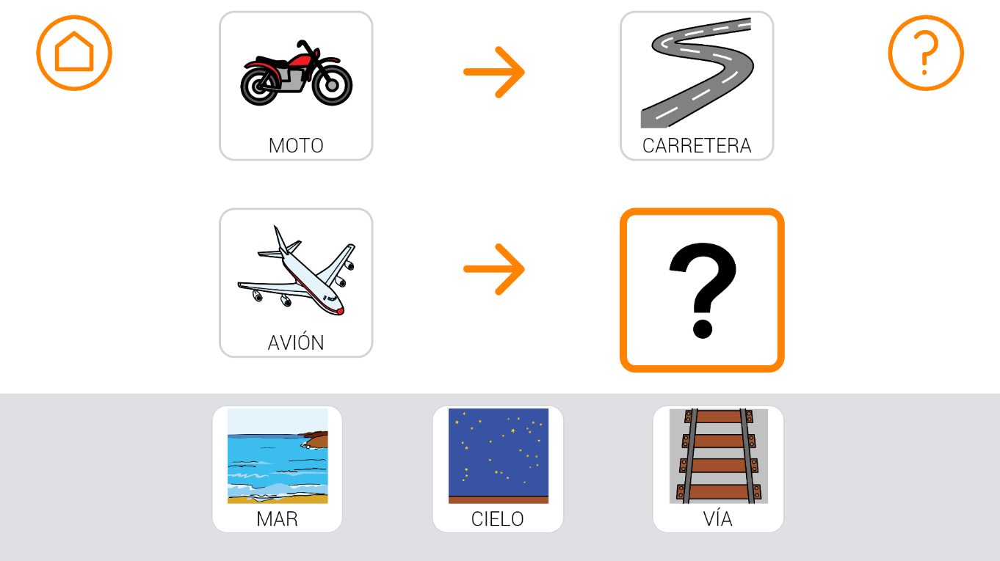 MOTO
CARRETERA
AVIÓN
?
MAR
CIELO
VÍA